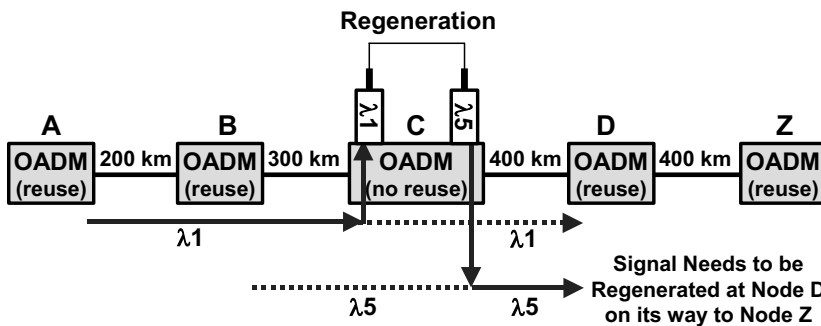 Regeneration
λ1
λ5
A
B
C
D
Z
OADM
(reuse)
200 km
OADM
(reuse)
300 km
OADM
(no reuse)
400 km
OADM
(reuse)
400 km
OADM
(reuse)
λ1
λ1
λ5
λ5
Signal Needs to be
Regenerated at Node D
on its way to Node Z